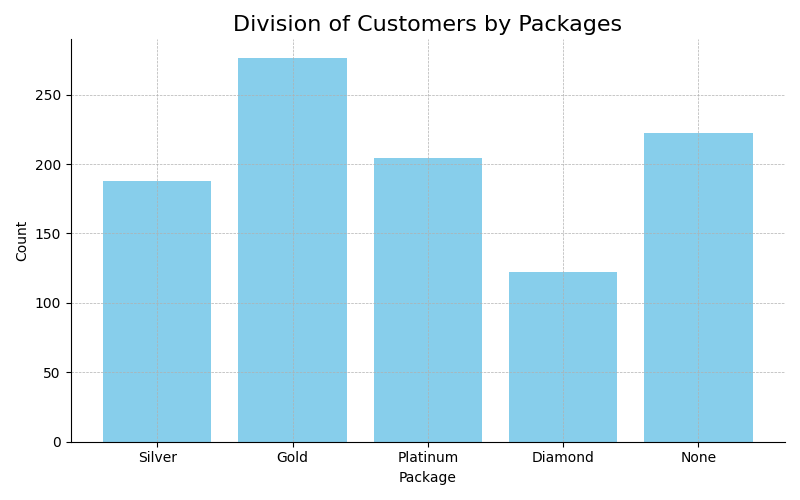 Division of Customers by Packages
Count
250
200
150
100
50
0
Silver Gold Platinum Diamond None
Package